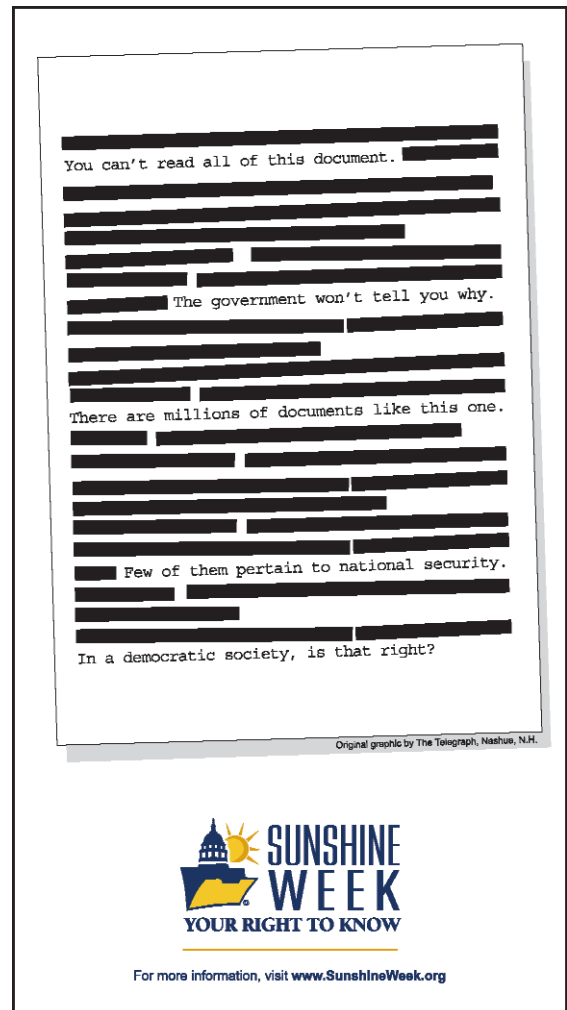 You can't read all of this document.
The government won't tell you why.
There are millions of documents like this one.
Few of them pertain to national security.
In a democratic society, is that right?
Original graphic by The Telegraph, Nashua, N.H.
SUNSHINE
WEEK
YOUR RIGHT TO KNOW
For more information, visit www.SunshineWeek.org